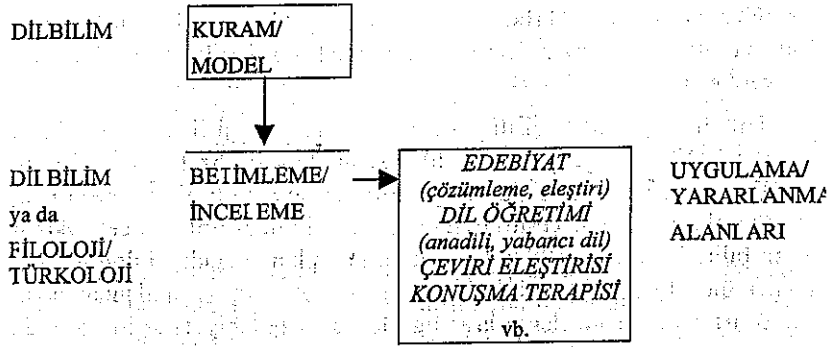 DİLBİLİM
KURAM/
MODEL
DİLBİLİM
ya da
FİLOLOJİ/
TÜRKOLOJİ
BETİMLEME/
İNCELEME
EDEBİYAT
(çözümleme, eleştiri)
DİL ÖĞRETİMİ
(anadili, yabancı dil)
ÇEVİRİ ELEŞTİRİSİ
KONUŞMA TERAPİSİ
vb.
UYGULAMA/
YARARLANMA
ALANLARI